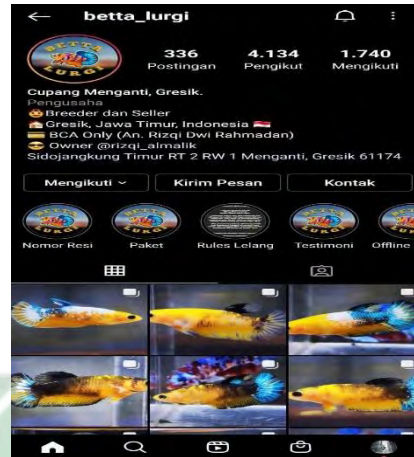 betta_lurgi
BETTA
LURGI
336
Postingan
4.134
Pengikut
1.740
Mengikuti
Cupang Menganti, Gresik.
Pengusaha
Breeder dan Seller
Gresik, Jawa Timur, Indonesia
BCA Only (An. Rizqi Dwi Rahmadan)
Owner @rizqi_almalik
Sidojangkung Timur RT 2 RW 1 Menganti, Gresik 61174
Mengikuti
Kirim Pesan
Kontak
Nomor Resi
Paket
Rules Lelang
Testimoni
Offline